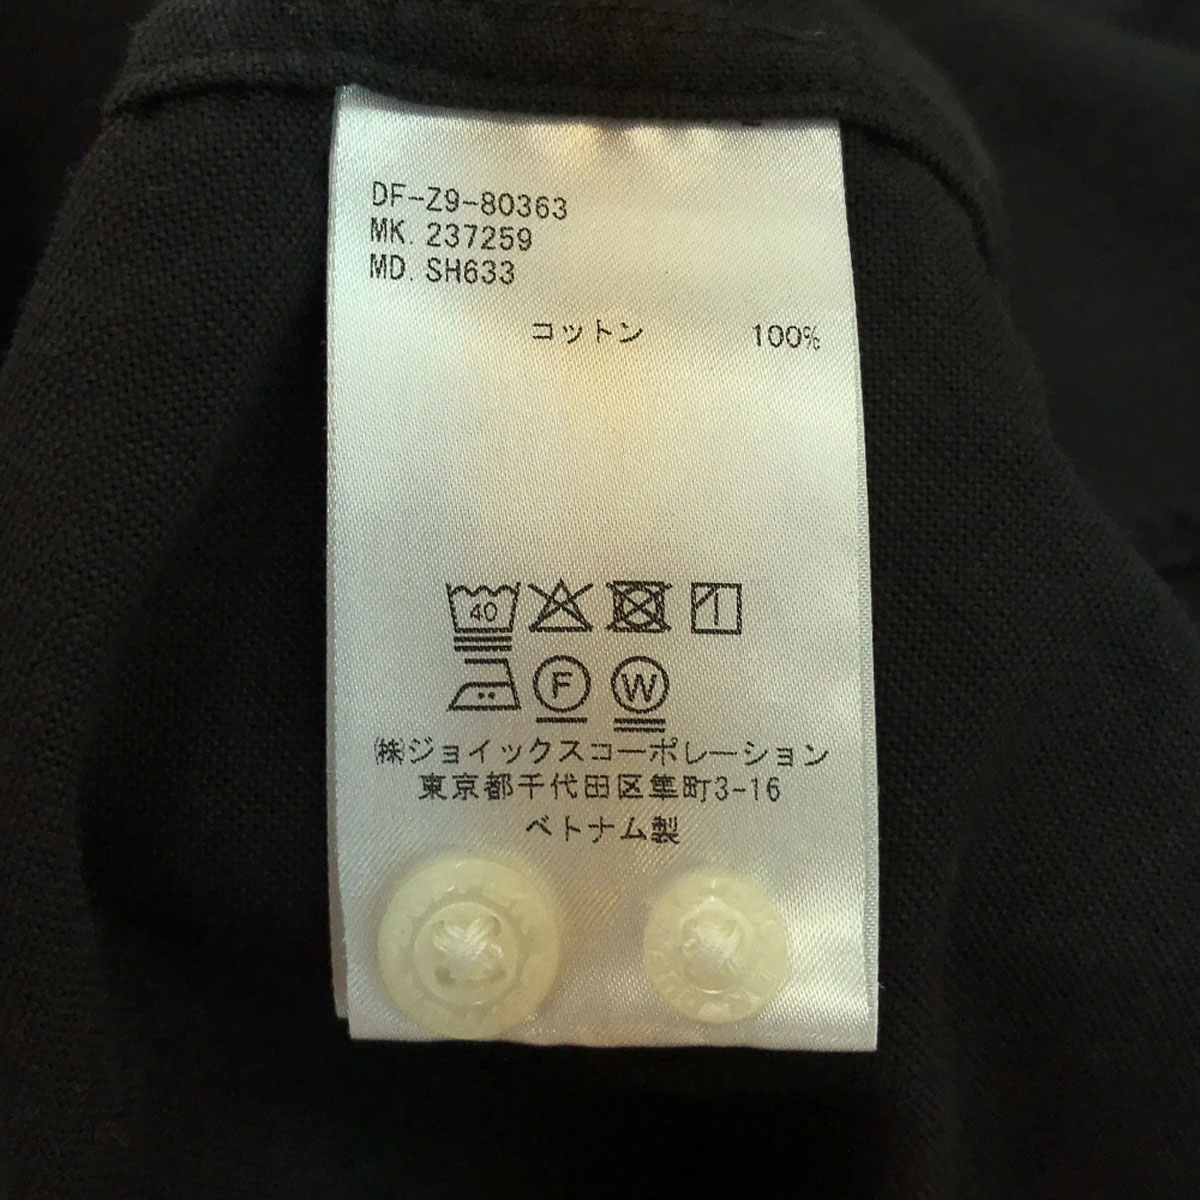 DF-Z9-80363
MK. 237259
MD. SH633
コットン 100%
40
F W
㈱ジョイックスコーポレーション
東京都千代田区隼町3-16
ベトナム製